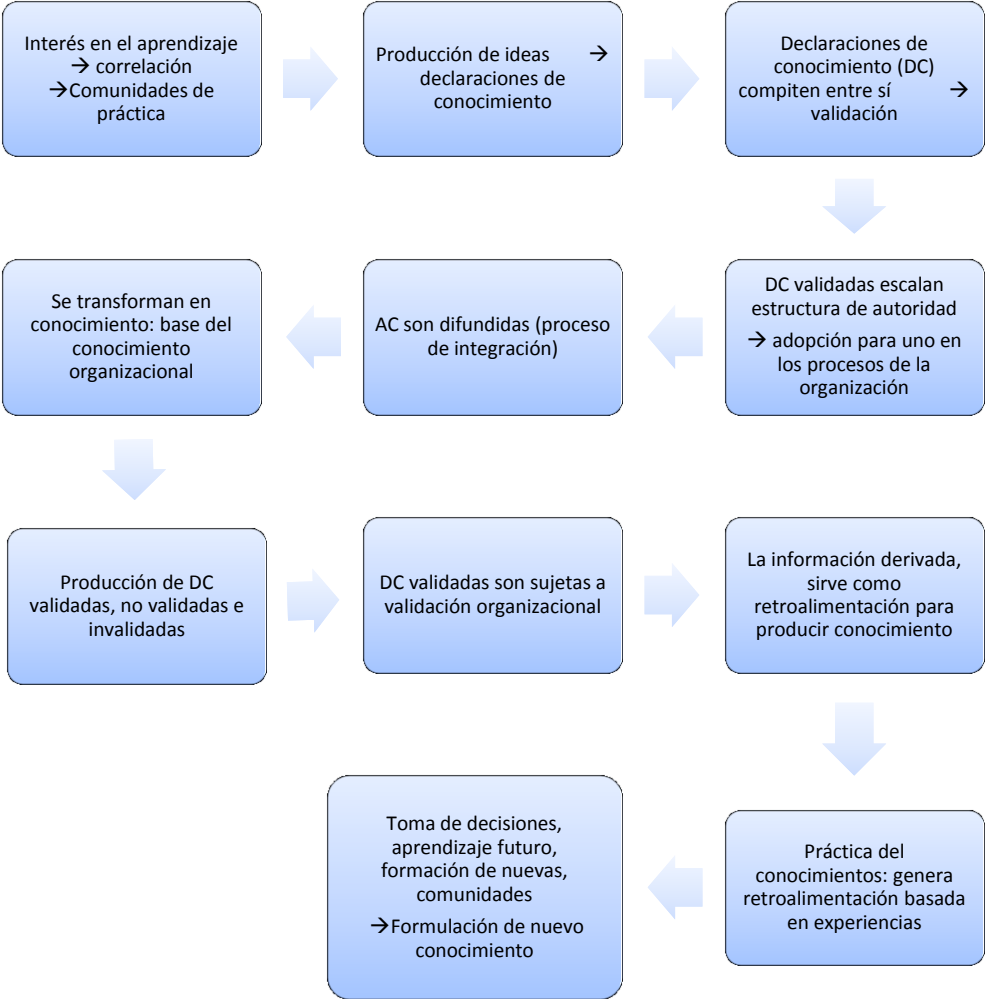 Interés en el aprendizaje
→ correlación
→Comunidades de
práctica
Producción de ideas →
declaraciones de
conocimiento
Declaraciones de
conocimiento (DC)
compiten entre sí →
validación
DC validadas escalan
estructura de autoridad
→ adopción para uno en
los procesos de la
organización
AC son difundidas (proceso
de integración)
Se transforman en
conocimiento: base del
conocimiento
organizacional
Producción de DC
validadas, no validadas e
invalidadas
DC validadas son sujetas a
validación organizacional
La información derivada,
sirve como
retroalimentación para
producir conocimiento
Práctica del
conocimientos: genera
retroalimentación basada
en experiencias
Toma de decisiones,
aprendizaje futuro,
formación de nuevas,
comunidades
→Formulación de nuevo
conocimiento